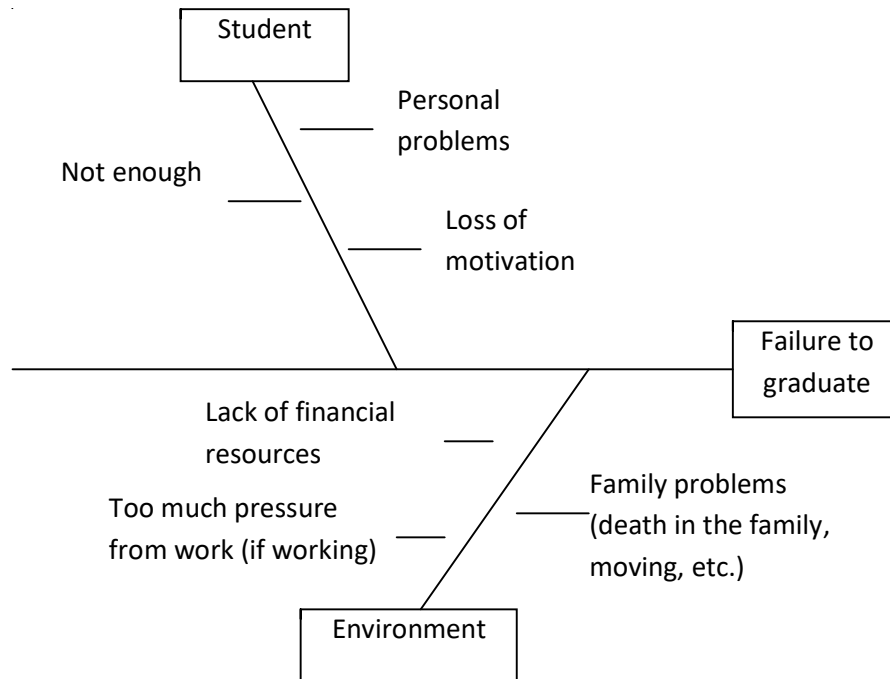 Student
Personal
problems
Not enough
Loss of
motivation
Failure to
graduate
Lack of financial
resources
Too much pressure
from work (if working)
Family problems
(death in the family,
moving, etc.)
Environment